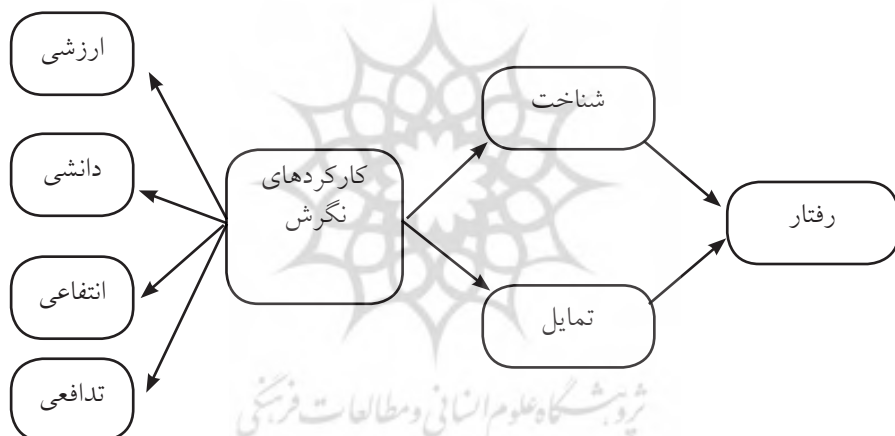 ارزشی
دانشی
انتفاعی
تدافعی
کارکردهای
نگرش
شناخت
تمایل
رفتار
پژوهشگاه علوم انسانی و مطالعات فرهنگی